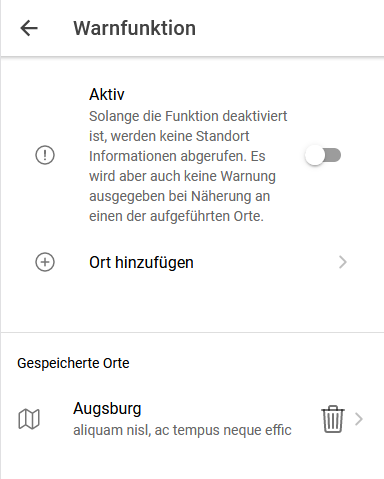 Warnfunktion
Aktiv
Solange die Funktion deaktiviert
ist, werden keine Standort
Informationen abgerufen. Es
wird aber auch keine Warnung
ausgegeben bei Näherung an
einen der aufgeführten Orte.
Ort hinzufügen
Gespeicherte Orte
Augsburg
aliquam nisl, ac tempus neque effic